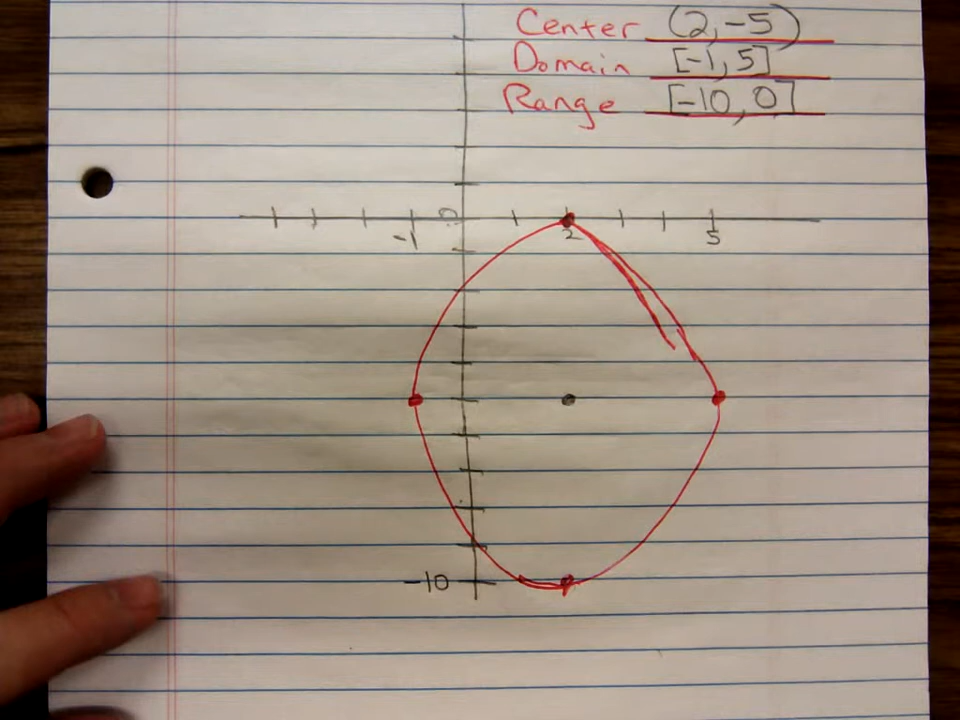 Center (2,-5)
Domain [-1,5]
Range [-10,0]
0
-1 2 5
-10